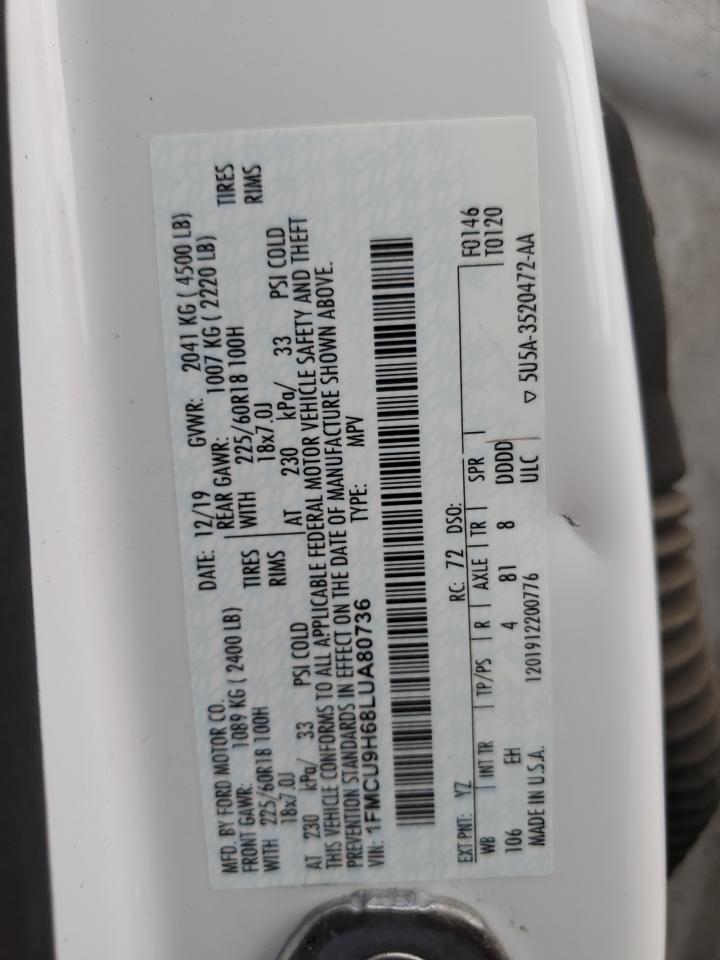 MFD. BY FORD MOTOR CO.
DATE: 12/19 GVWR: 2041 KG ( 4500 LB)
FRONT GAWR: 1089 KG ( 2400 LB) REAR GAWR: 1007 KG ( 2220 LB)
WITH 225/60R18 100H TIRES WITH 225/60R18 100H TIRES
18x7.0J RIMS 18x7.0J RIMS
AT 230 kPa/ 33 PSI COLD AT 230 kPa/ 33 PSI COLD
THIS VEHICLE CONFORMS TO ALL APPLICABLE FEDERAL MOTOR VEHICLE SAFETY AND THEFT
PREVENTION STANDARDS IN EFFECT ON THE DATE OF MANUFACTURE SHOWN ABOVE.
VIN: 1FMCU9H68LUA80736 TYPE: MPV
EXT PNT: YZ RC: 72 DSO: F0146
WB INT TR TP/PS R AXLE TR SPR T0120
106 EH 4 81 8 DDDD
MADE IN U.S.A. 1201912200776 ULC ▽ 5U5A-3520472-AA